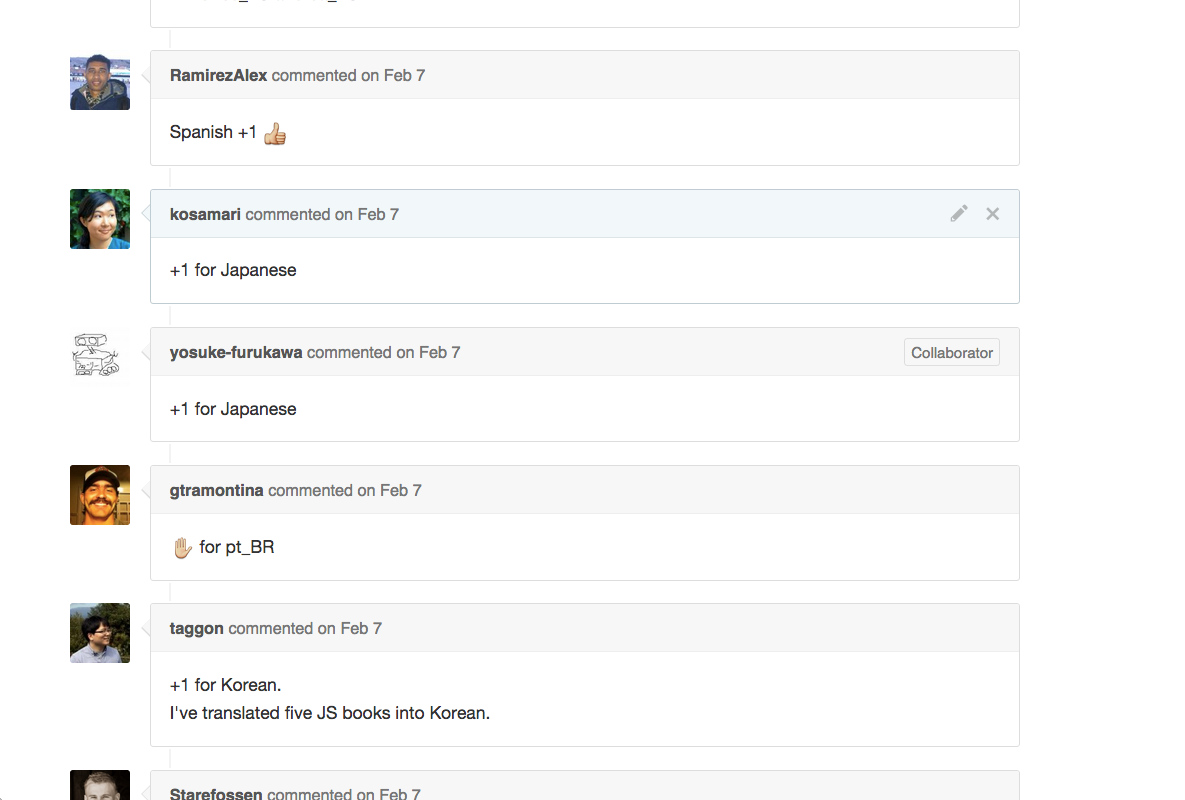 RamirezAlex commented on Feb 7
Spanish +1 👍
kosamari commented on Feb 7
+1 for Japanese
yosuke-furukawa commented on Feb 7
Collaborator
+1 for Japanese
gtramontina commented on Feb 7
✋ for pt_BR
taggon commented on Feb 7
+1 for Korean.
I've translated five JS books into Korean.
Starefossen commented on Feb 7